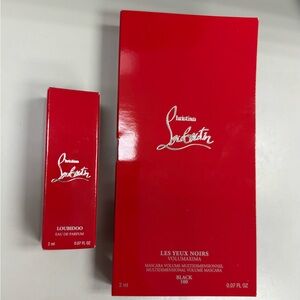 Christian
Louboutin
LOUBIDOO
EAU DE PARFUM
2 ml 0.07 FL OZ
Christian
Louboutin
LES YEUX NOIRS
VOLUMAXIMA
MASCARA VOLUME MULTIDIMENSIONNEL
MULTIDIMENSIONAL VOLUME MASCARA
BLACK
100
2 ml 0.07 FL.OZ